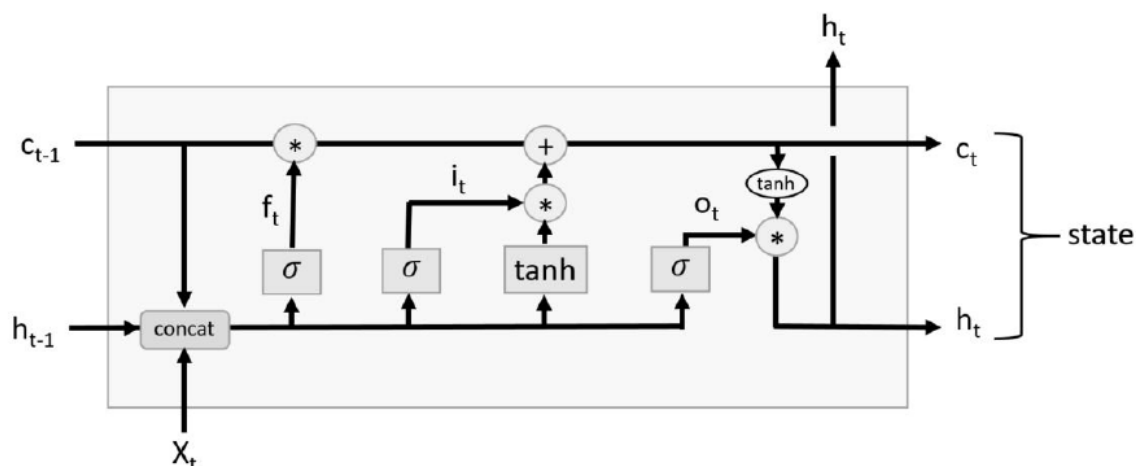 h_t
c_{t-1}
*
+
c_t
tanh
i_t
*
f_t
o_t
*
state
σ
σ
tanh
σ
h_{t-1}
concat
h_t
X_t